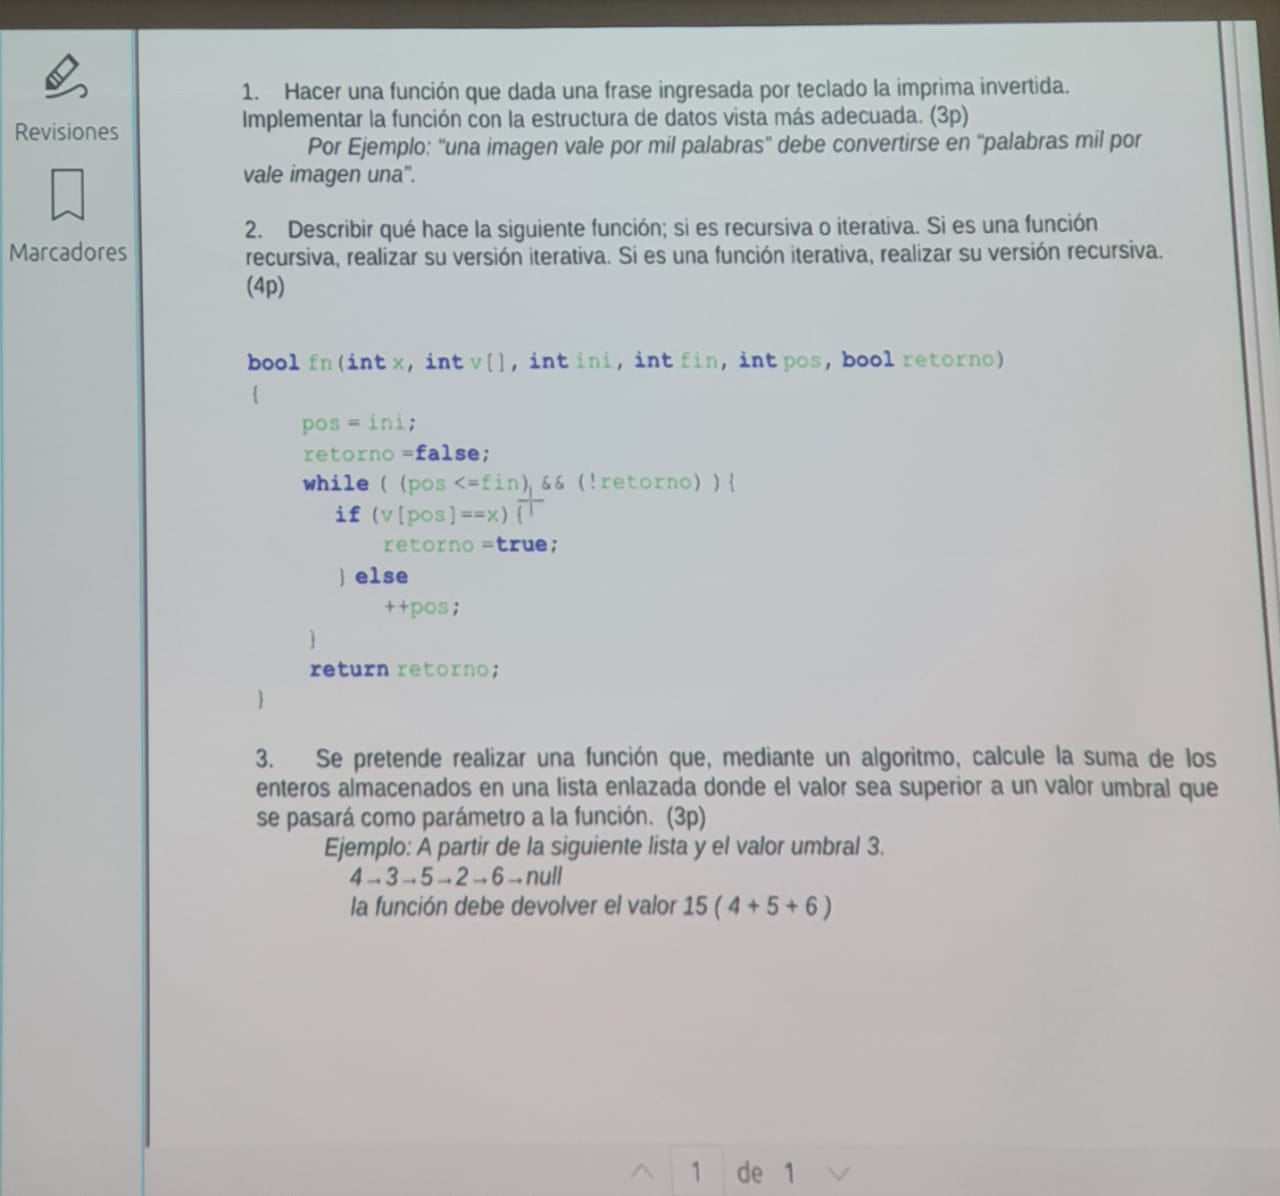 Revisiones
Marcadores
1. Hacer una función que dada una frase ingresada por teclado la imprima invertida.
Implementar la función con la estructura de datos vista más adecuada. (3p)
Por Ejemplo: “una imagen vale por mil palabras” debe convertirse en “palabras mil por
vale imagen una”.
2. Describir qué hace la siguiente función; si es recursiva o iterativa. Si es una función
recursiva, realizar su versión iterativa. Si es una función iterativa, realizar su versión recursiva.
(4p)
bool fn(int x, int v[], int ini, int fin, int pos, bool retorno)
{
pos = ini;
retorno =false;
while ( (pos <=fin) && (!retorno) ){
if (v[pos]==x){
retorno =true;
} else
++pos;
}
return retorno;
}
3. Se pretende realizar una función que, mediante un algoritmo, calcule la suma de los
enteros almacenados en una lista enlazada donde el valor sea superior a un valor umbral que
se pasará como parámetro a la función. (3p)
Ejemplo: A partir de la siguiente lista y el valor umbral 3.
4→3→5→2→6→null
la función debe devolver el valor 15 ( 4 + 5 + 6 )
1 de 1